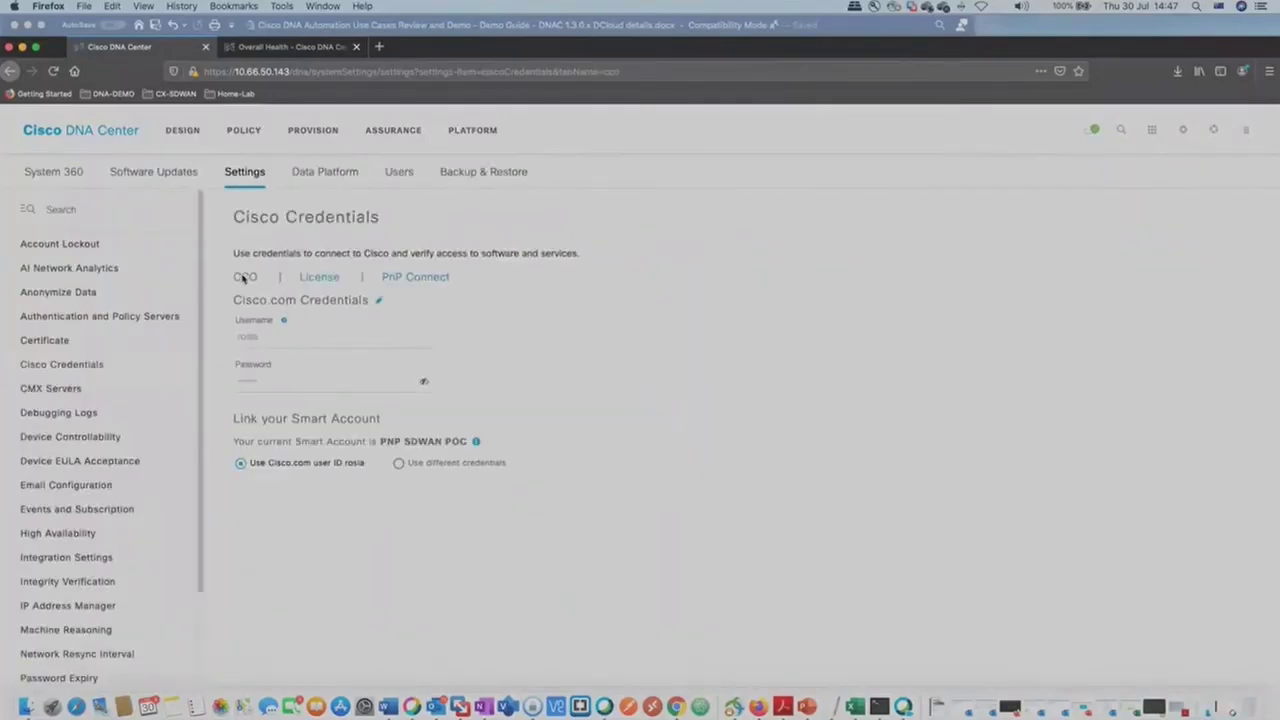 Firefox File Edit View History Bookmarks Tools Window Help 100% Thu 30 Jul 14:47
AutoSave Cisco DNA Automation Use Cases Review and Demo - Demo Guide - DNAC 1.3.0.x DCloud details.docx - Compatibility Mode Saved
Cisco DNA Center Overall Health - Cisco DNA Ce
https://10.66.50.143/dna/systemSettings/settings?settings-item=ciscoCredentials&tabName=cco
Getting Started DNA-DEMO CX-SDWAN Home-Lab
Cisco DNA Center DESIGN POLICY PROVISION ASSURANCE PLATFORM
System 360 Software Updates Settings Data Platform Users Backup & Restore
Search
Account Lockout
AI Network Analytics
Anonymize Data
Authentication and Policy Servers
Certificate
Cisco Credentials
CMX Servers
Debugging Logs
Device Controllability
Device EULA Acceptance
Email Configuration
Events and Subscription
High Availability
Integration Settings
Integrity Verification
IP Address Manager
Machine Reasoning
Network Resync Interval
Password Expiry
Cisco Credentials
Use credentials to connect to Cisco and verify access to software and services.
CCO | License | PnP Connect
Cisco.com Credentials
Username
rosia
Password
Link your Smart Account
Your current Smart Account is PNP SDWAN POC
Use Cisco.com user ID rosia Use different credentials